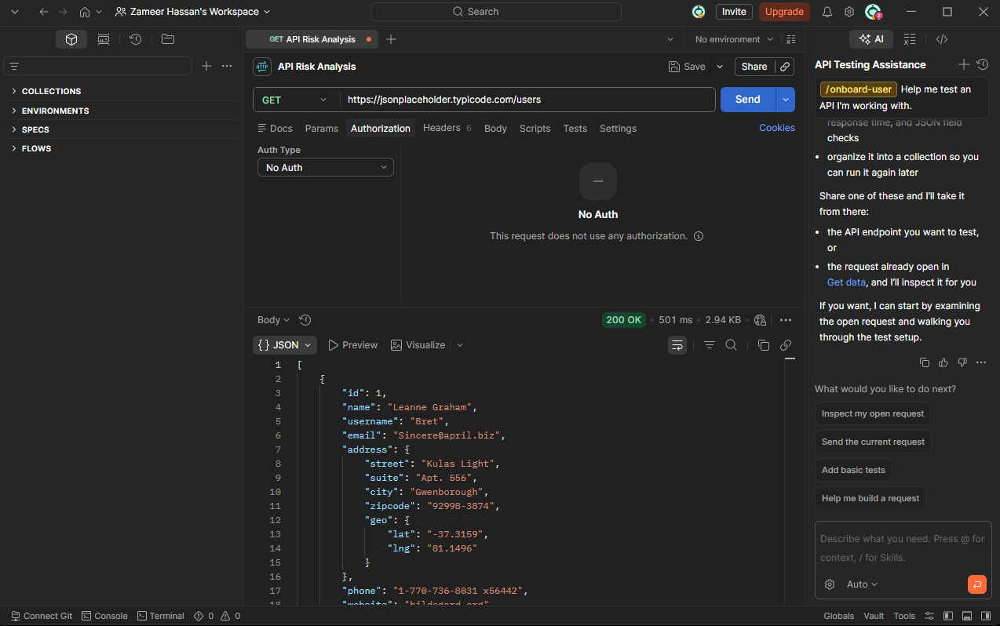 Zameer Hassan's Workspace
Search
Invite
Upgrade
2
GET API Risk Analysis
No environment
AI
COLLECTIONS
ENVIRONMENTS
SPECS
FLOWS
HTTP
API Risk Analysis
Save
Share
GET
https://jsonplaceholder.typicode.com/users
Send
Docs
Params
Authorization
Headers 6
Body
Scripts
Tests
Settings
Cookies
Auth Type
No Auth
No Auth
This request does not use any authorization.
Body
200 OK
501 ms
2.94 KB
{} JSON
Preview
Visualize
1 [
2 {
3 "id": 1,
4 "name": "Leanne Graham",
5 "username": "Bret",
6 "email": "Sincere@april.biz",
7 "address": {
8 "street": "Kulas Light",
9 "suite": "Apt. 556",
10 "city": "Gwenborough",
11 "zipcode": "92998-3874",
12 "geo": {
13 "lat": "-37.3159",
14 "lng": "81.1496"
15 }
16 },
17 "phone": "1-770-736-8031 x56442",
18 "website": "hildegard.org"
API Testing Assistance
/onboard-user Help me test an
API I'm working with.
response time, and JSON field
checks
• organize it into a collection so you
can run it again later
Share one of these and I'll take it
from there:
• the API endpoint you want to test,
or
• the request already open in
Get data, and I'll inspect it for you
If you want, I can start by examining
the open request and walking you
through the test setup.
What would you like to do next?
Inspect my open request
Send the current request
Add basic tests
Help me build a request
Describe what you need. Press @ for
context, / for Skills.
Auto
Connect Git
Console
Terminal
0
0
Globals
Vault
Tools